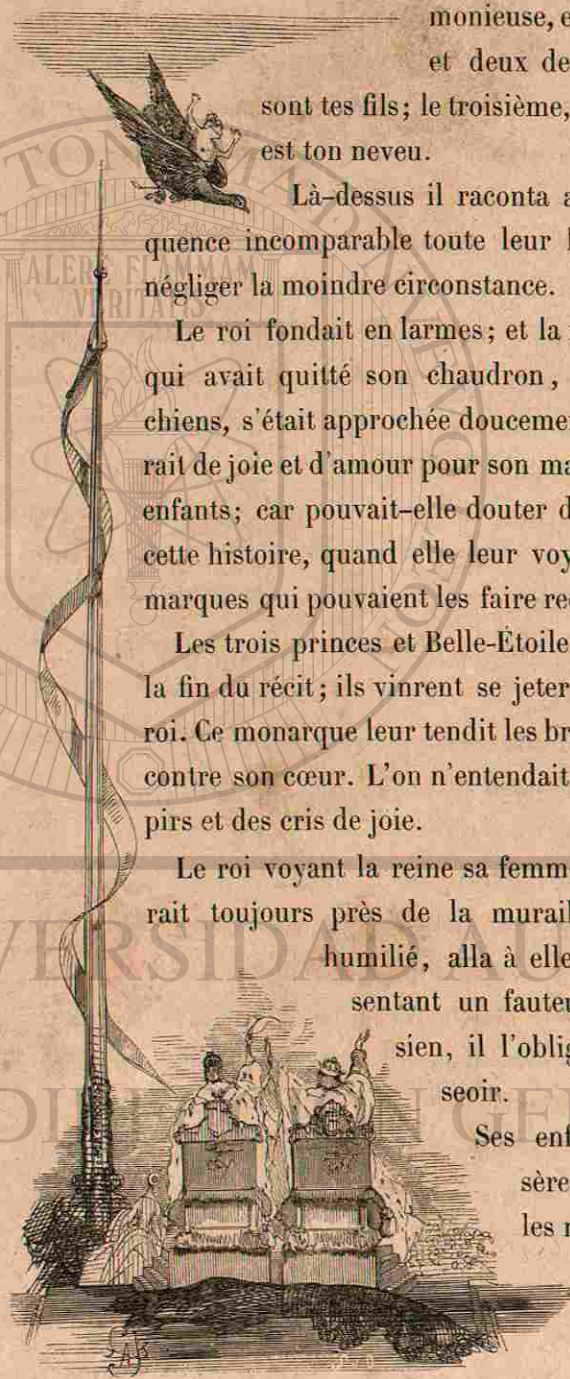 monieuse, e
et deux de
sont tes fils; le troisième,
est ton neveu.
Là-dessus il raconta a
quence incomparable toute leur
négliger la moindre circonstance.
Le roi fondait en larmes; et la
qui avait quitté son chaudron,
chiens, s'était approchée douceme
rait de joie et d'amour pour son ma
enfants; car pouvait-elle douter d
cette histoire, quand elle leur voy
marques qui pouvaient les faire re
Les trois princes et Belle-Étoile
la fin du récit; ils vinrent se jeter
roi. Ce monarque leur tendit les br
contre son cœur. L'on n'entendait
pirs et des cris de joie.
Le roi voyant la reine sa femm
rait toujours près de la murail
humilié, alla à elle
sentant un fauteu
sien, il l'oblig
seoir.
Ses enf
sère
les
ALERE FLAMMAM
VERITATIS